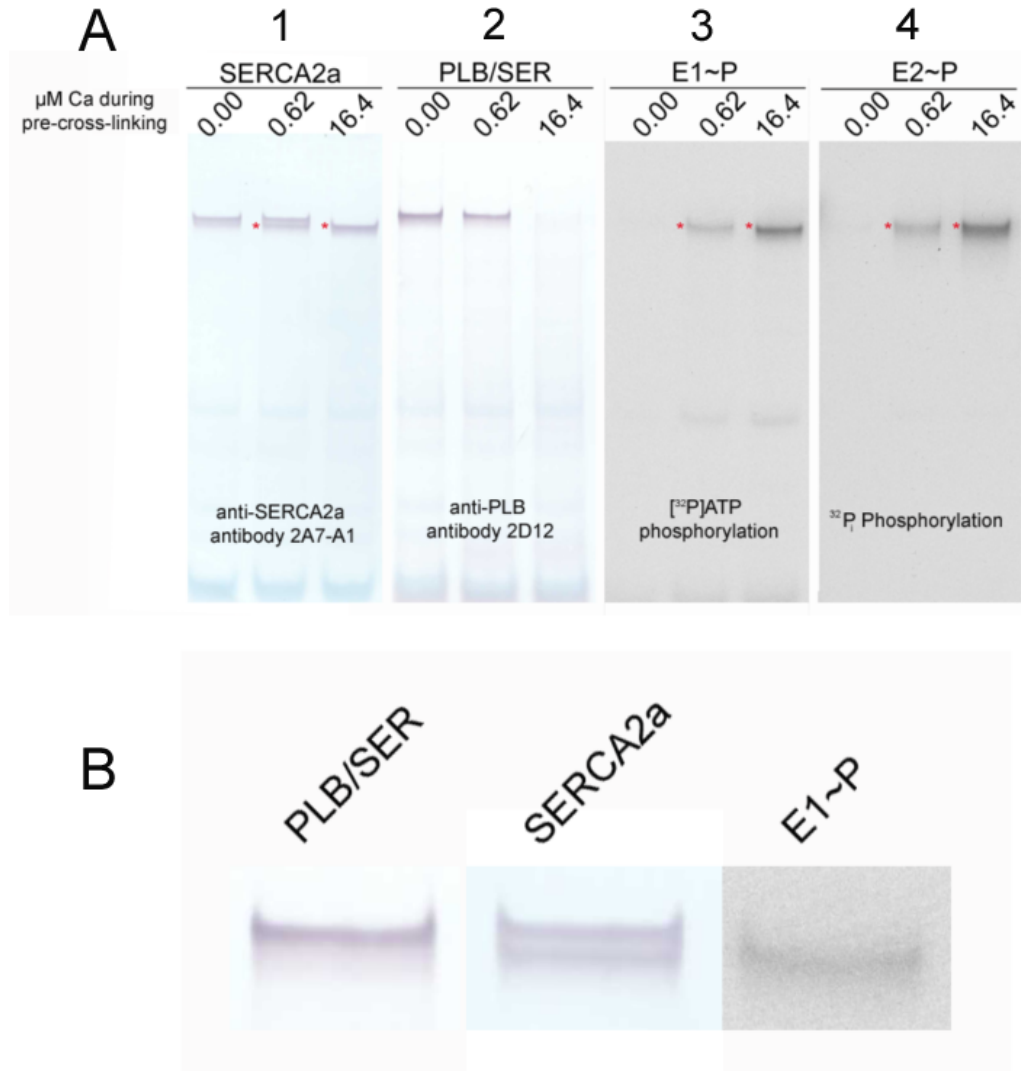 A
1 2 3 4
SERCA2a PLB/SER E1~P E2~P
µM Ca during
pre-cross-linking
0.00 0.62 16.4 0.00 0.62 16.4 0.00 0.62 16.4 0.00 0.62 16.4
* * * * * *
anti-SERCA2a
antibody 2A7-A1
anti-PLB
antibody 2D12
[³²P]ATP
phosphorylation
³²Pᵢ Phosphorylation
B
PLB/SER SERCA2a E1~P